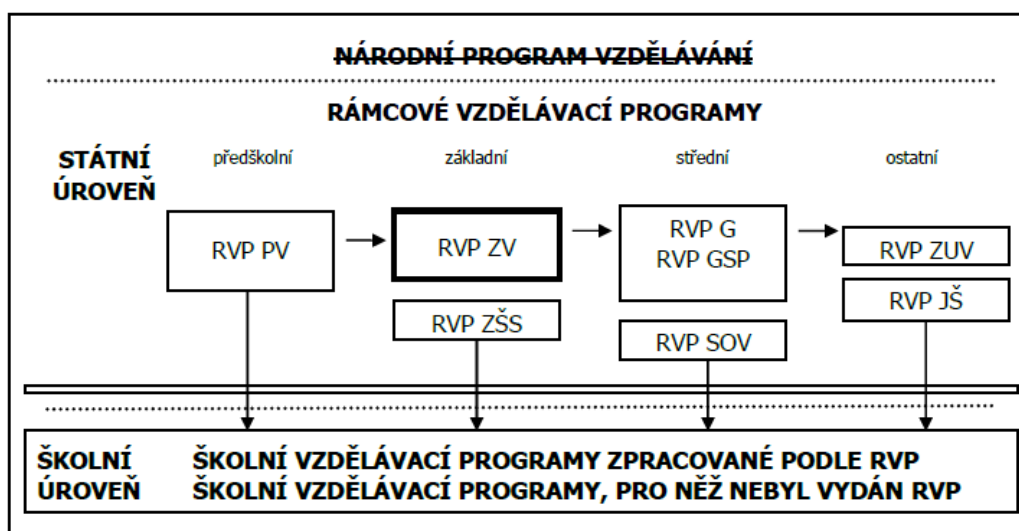 NÁRODNÍ PROGRAM VZDĚLÁVÁNÍ
RÁMCOVÉ VZDĚLÁVACÍ PROGRAMY
STÁTNÍ
ÚROVEŇ
předškolní
základní
střední
ostatní
RVP PV
RVP ZV
RVP G
RVP GSP
RVP ZUV
RVP ZŠS
RVP SOV
RVP JŠ
ŠKOLNÍ
ÚROVEŇ
ŠKOLNÍ VZDĚLÁVACÍ PROGRAMY ZPRACOVANÉ PODLE RVP
ŠKOLNÍ VZDĚLÁVACÍ PROGRAMY, PRO NĚŽ NEBYL VYDÁN RVP